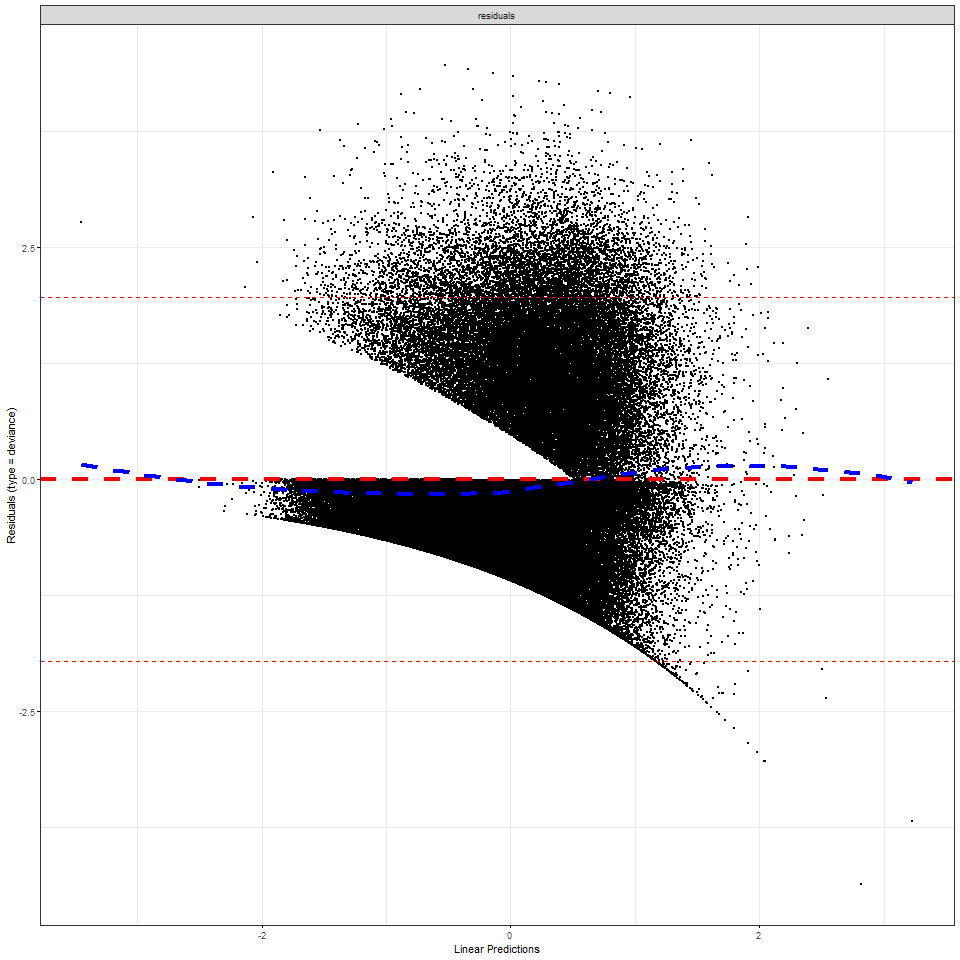 residuals
Residuals (type = deviance)
2.5
0.0
-2.5
-2
0
2
Linear Predictions